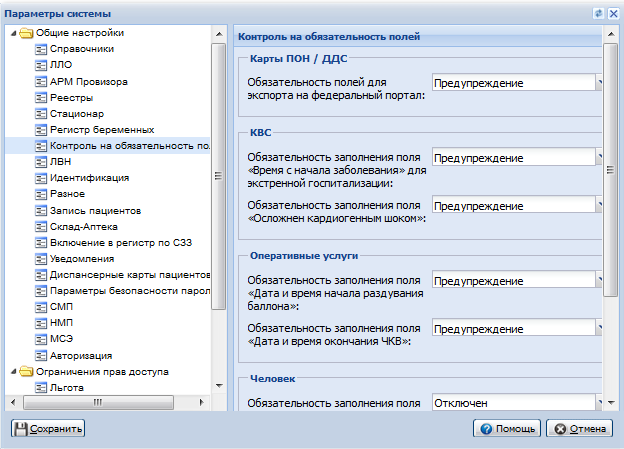 Параметры системы
Общие настройки
Справочники
ЛЛО
АРМ Провизора
Реестры
Стационар
Регистр беременных
Контроль на обязательность по.
ЛВН
Идентификация
Разное
Запись пациентов
Склад-Аптека
Включение в регистр по СЗЗ
Уведомления
Диспансерные карты пациентов
Параметры безопасности парол
СМП
НМП
МСЭ
Авторизация
Ограничения прав доступа
Льгота
Контроль на обязательность полей
Карты ПОН / ДДС
Обязательность полей для
экспорта на федеральный портал:
Предупреждение
КВС
Обязательность заполнения поля
«Время с начала заболевания» для
экстренной госпитализации:
Предупреждение
Обязательность заполнения поля
«Осложнен кардиогенным шоком»:
Предупреждение
Оперативные услуги
Обязательность заполнения поля
«Дата и время начала раздувания
баллона»:
Предупреждение
Обязательность заполнения поля
«Дата и время окончания ЧКВ»:
Предупреждение
Человек
Обязательность заполнения поля
Отключен
Сохранить
Помощь
Отмена